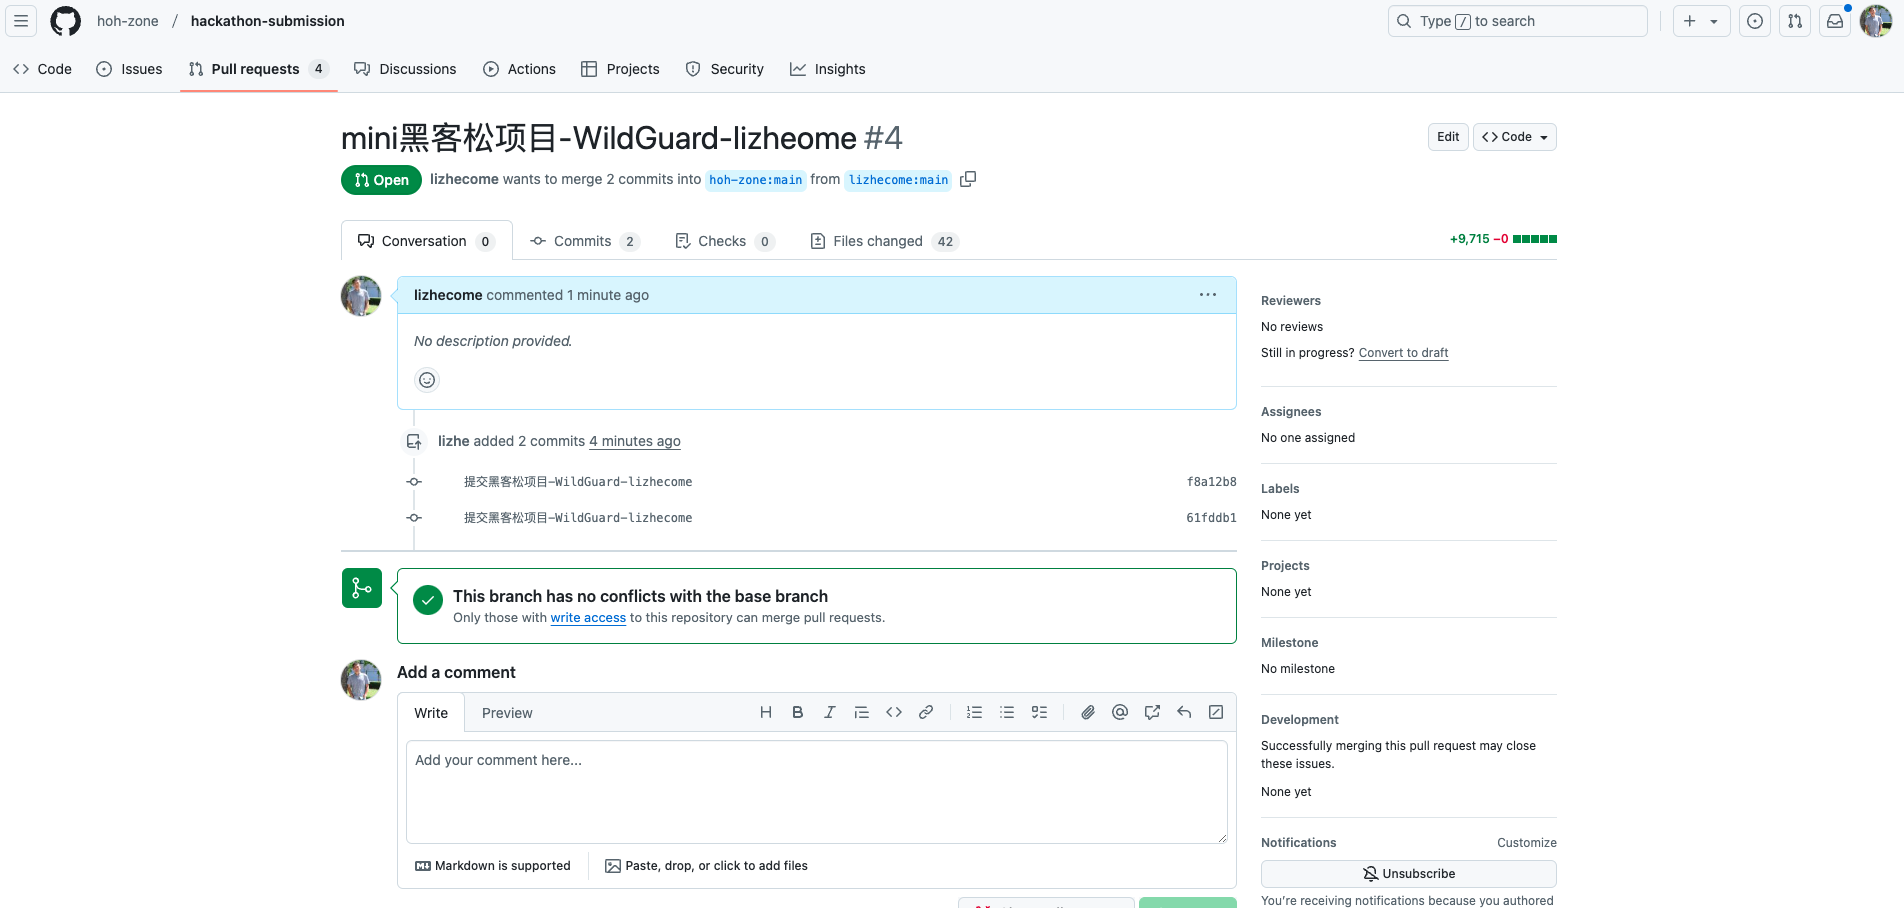 hoh-zone / hackathon-submission
Type / to search
Code
Issues
Pull requests 4
Discussions
Actions
Projects
Security
Insights
mini黑客松项目-WildGuard-lizheome #4
Edit
Code
Open
lizhecome wants to merge 2 commits into hoh-zone:main from lizhecome:main
Conversation 0
Commits 2
Checks 0
Files changed 42
+9,715 −0
lizhecome commented 1 minute ago
No description provided.
lizhe added 2 commits 4 minutes ago
提交黑客松项目-WildGuard-lizhecome f8a12b8
提交黑客松项目-WildGuard-lizhecome 61fddb1
This branch has no conflicts with the base branch
Only those with write access to this repository can merge pull requests.
Add a comment
Write
Preview
Add your comment here...
Markdown is supported
Paste, drop, or click to add files
Reviewers
No reviews
Still in progress? Convert to draft
Assignees
No one assigned
Labels
None yet
Projects
None yet
Milestone
No milestone
Development
Successfully merging this pull request may close
these issues.
None yet
Notifications
Customize
Unsubscribe
You're receiving notifications because you authored